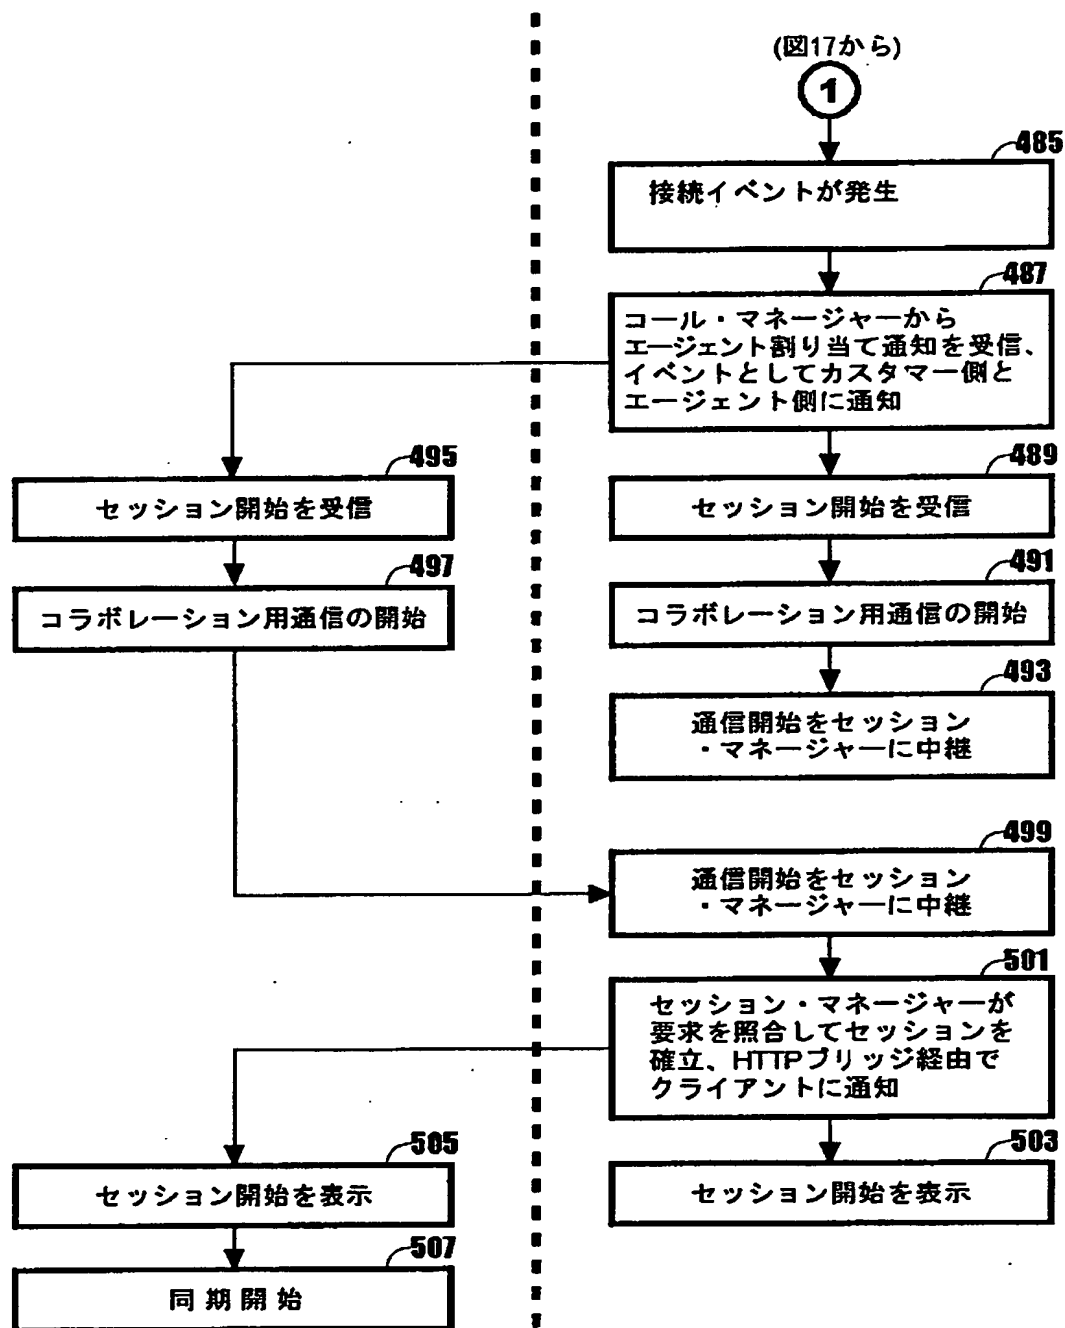 (図17から)
1
485
接続イベントが発生
487
コール・マネージャーから
エージェント割り当て通知を受信、
イベントとしてカスタマー側と
エージェント側に通知
495
セッション開始を受信
489
セッション開始を受信
497
コラボレーション用通信の開始
491
コラボレーション用通信の開始
493
通信開始をセッション
・マネージャーに中継
499
通信開始をセッション
・マネージャーに中継
501
セッション・マネージャーが
要求を照合してセッションを
確立、HTTPブリッジ経由で
クライアントに通知
505
セッション開始を表示
503
セッション開始を表示
507
同期開始